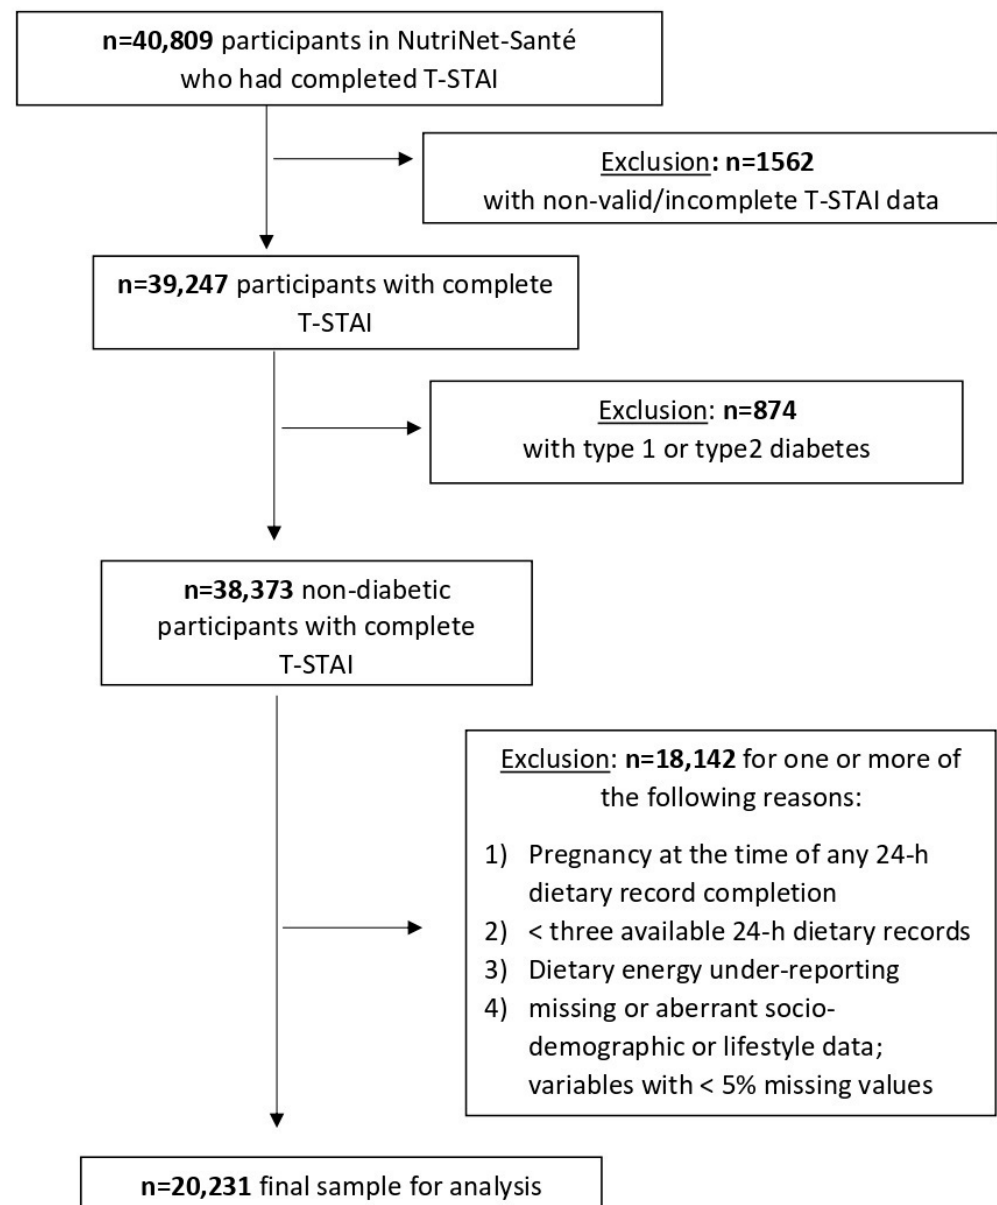 n=40,809 participants in NutriNet-Santé
who had completed T-STAI
Exclusion: n=1562
with non-valid/incomplete T-STAI data
n=39,247 participants with complete
T-STAI
Exclusion: n=874
with type 1 or type2 diabetes
n=38,373 non-diabetic
participants with complete
T-STAI
Exclusion: n=18,142 for one or more of
the following reasons:
1) Pregnancy at the time of any 24-h
dietary record completion
2) < three available 24-h dietary records
3) Dietary energy under-reporting
4) missing or aberrant socio-
demographic or lifestyle data;
variables with < 5% missing values
n=20,231 final sample for analysis